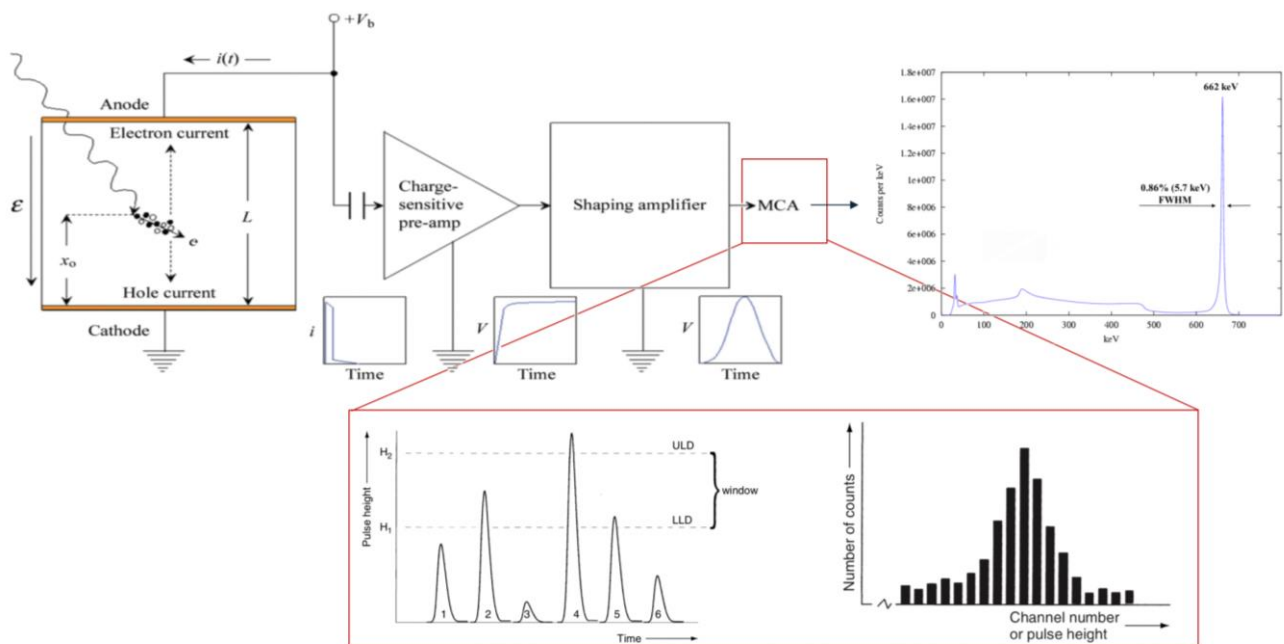 +V_b
i(t)
Anode
Electron current
ε
L
x_o
e
Hole current
Cathode
Charge-
sensitive
pre-amp
Shaping amplifier
MCA
i
Time
V
Time
V
Time
1.8e+007
1.6e+007
1.4e+007
1.2e+007
1e+007
8e+006
6e+006
4e+006
2e+006
0
Counts per keV
662 keV
0.86% (5.7 keV)
FWHM
0
100
200
300
400
500
600
700
keV
Pulse height
H₂
H₁
ULD
LLD
window
1
2
3
4
5
6
Time
Number of counts
Channel number
or pulse height